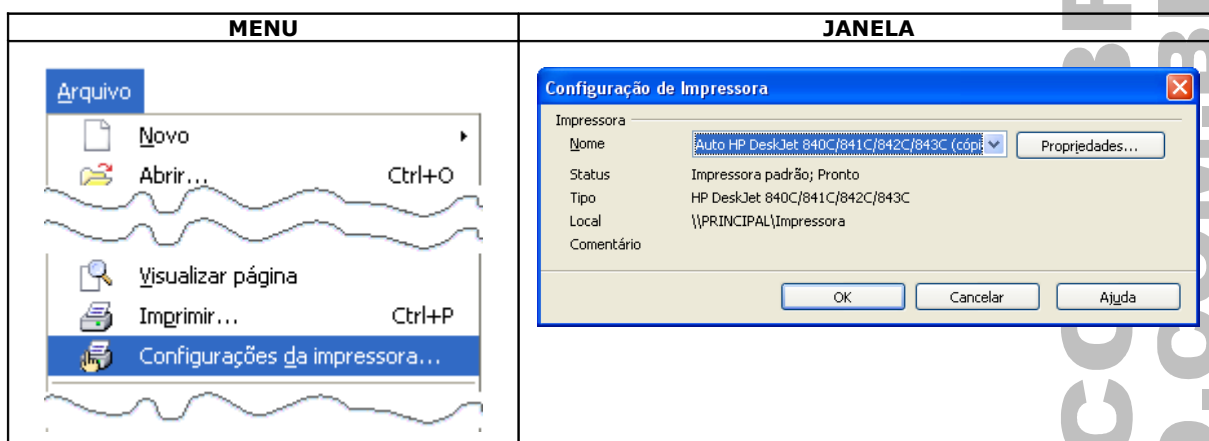 MENU
JANELA
Arquivo
Novo
Abrir... Ctrl+O
Visualizar página
Imprimir... Ctrl+P
Configurações da impressora...
Configuração de Impressora
Impressora
Nome Auto HP DeskJet 840C/841C/842C/843C (cópi Propriedades...
Status Impressora padrão; Pronto
Tipo HP DeskJet 840C/841C/842C/843C
Local \\PRINCIPAL\Impressora
Comentário
OK Cancelar Ajuda